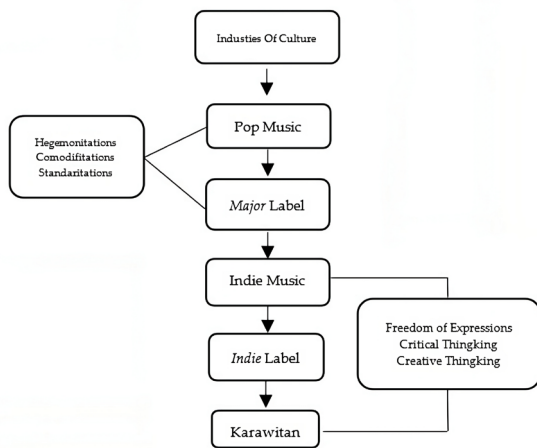 Industies Of Culture
Pop Music
Hegemonitations
Comodifitations
Standaritations
Major Label
Indie Music
Freedom of Expressions
Critical Thingking
Creative Thingking
Indie Label
Karawitan